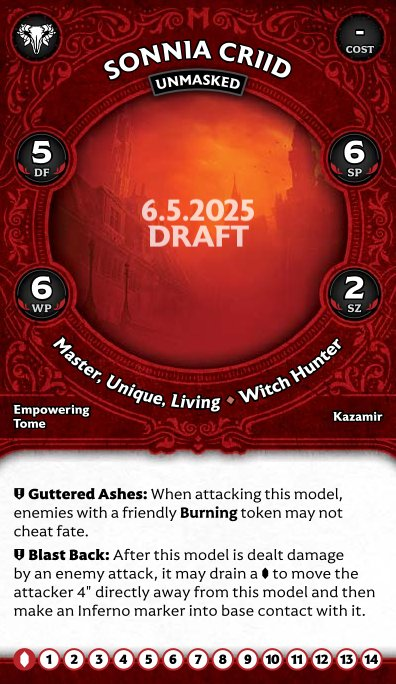 SONNIA CRIID
UNMASKED
-
COST
5
DF
6
SP
6.5.2025
DRAFT
6
WP
2
SZ
Master, Unique, Living ♦ Witch Hunter
Empowering
Tome
Kazamir
Guttered Ashes: When attacking this model,
enemies with a friendly Burning token may not
cheat fate.
Blast Back: After this model is dealt damage
by an enemy attack, it may drain a to move the
attacker 4" directly away from this model and then
make an Inferno marker into base contact with it.
1 2 3 4 5 6 7 8 9 10 11 12 13 14